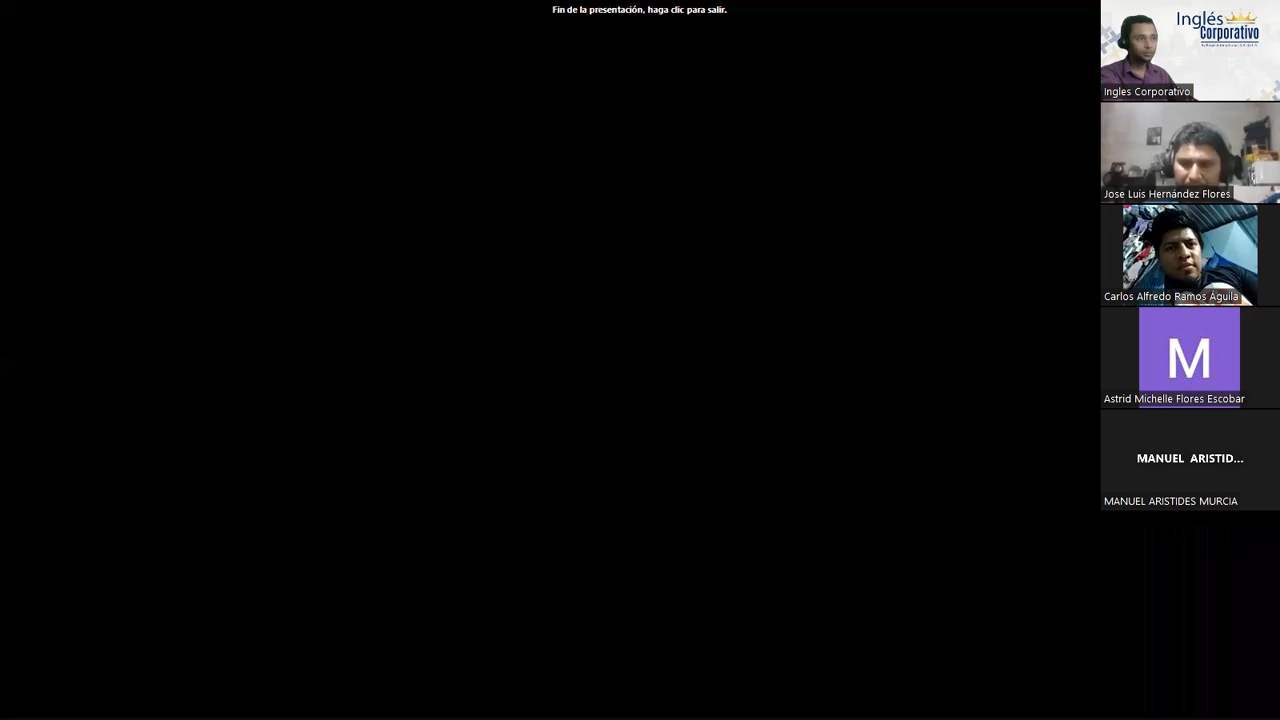 Fin de la presentación, haga clic para salir.
Inglés
Corporativo
Ingles Corporativo
Jose Luis Hernández Flores
Carlos Alfredo Ramos Aguila
M
Astrid Michelle Flores Escobar
MANUEL ARISTID...
MANUEL ARISTIDES MURCIA